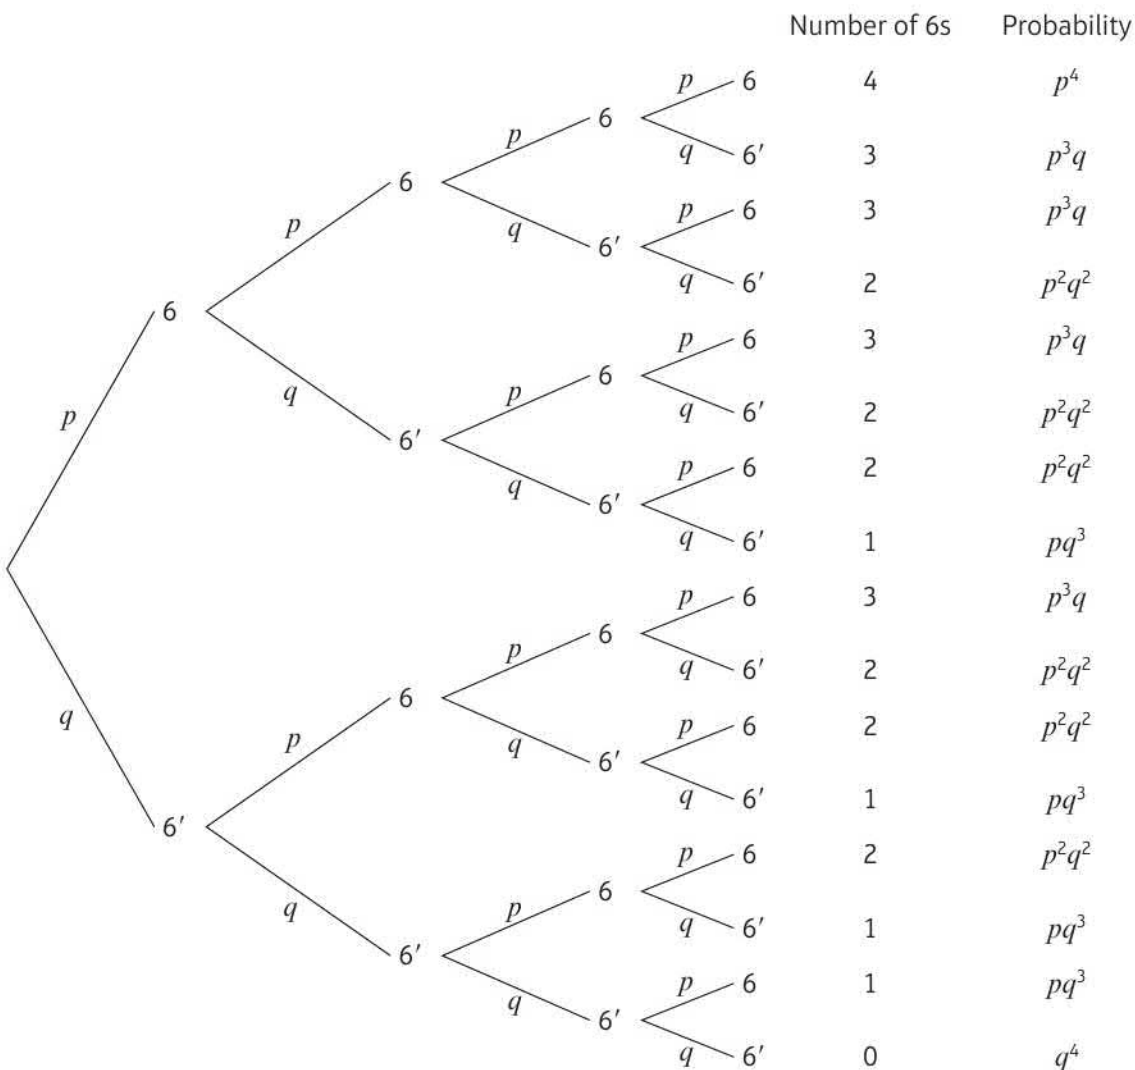 Number of 6s Probability
p 6 4 p⁴
6
p q 6′ 3 p³q
6
p 6 3 p³q
p q 6′
q 6′ 2 p²q²
6
p 6 3 p³q
6
p q p q 6′ 2 p²q²
6′
p 6 2 p²q²
q 6′
q 6′ 1 pq³
p 6 3 p³q
6
p q 6′ 2 p²q²
6
q p p 6 2 p²q²
q 6′
q 6′ 1 pq³
6′
p 6 2 p²q²
6
q p q 6′ 1 pq³
6′
p 6 1 pq³
q 6′
q 6′ 0 q⁴